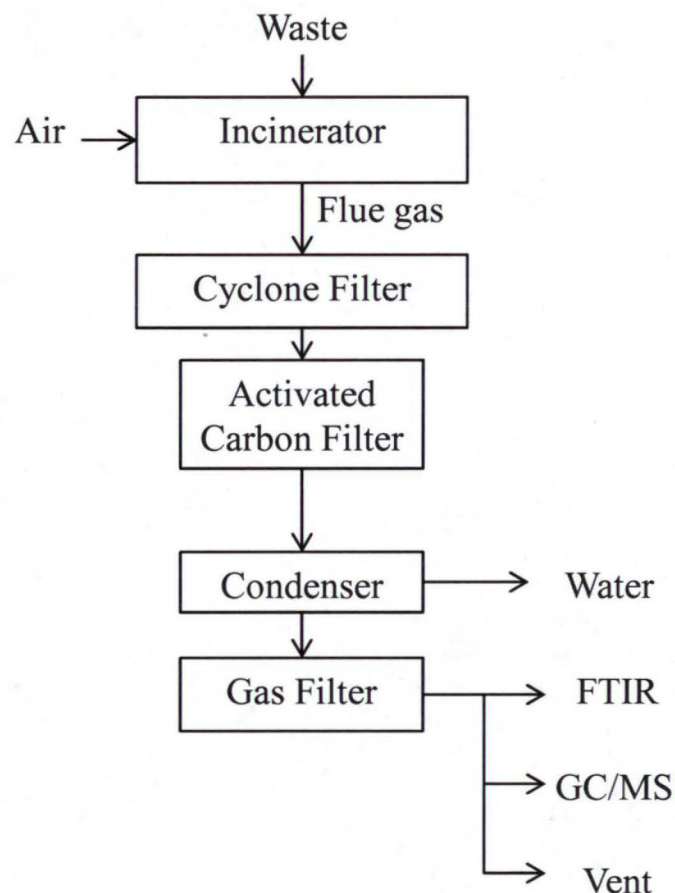 Waste
Air
Incinerator
Flue gas
Cyclone Filter
Activated
Carbon Filter
Condenser
Water
Gas Filter
FTIR
GC/MS
Vent